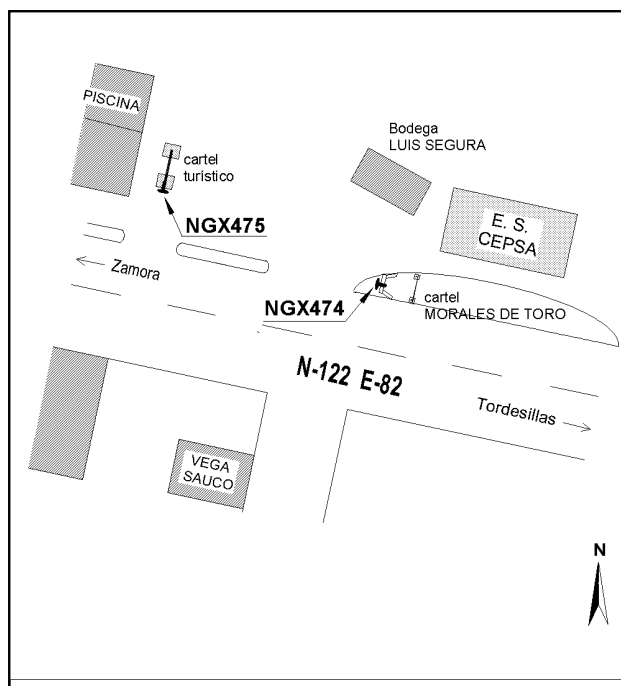 PISCINA
cartel
turístico
NGX475
Bodega
LUIS SEGURA
E. S.
CEPSA
Zamora
NGX474
cartel
MORALES DE TORO
N-122 E-82
Tordesillas
VEGA
SAUCO
N